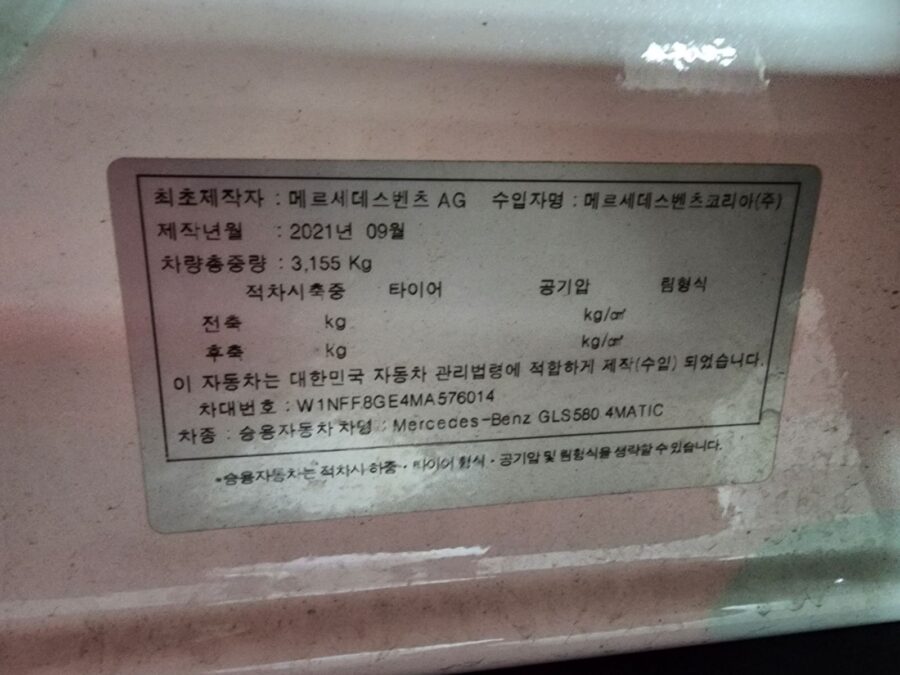 최초제작자 : 메르세데스벤츠 AG 수입자명 : 메르세데스벤츠코리아(주)
제작년월 : 2021년 09월
차량총중량 : 3,155 Kg
적차시축중 타이어 공기압 림형식
전축 kg kg/㎠
후축 kg kg/㎠
이 자동차는 대한민국 자동차 관리법령에 적합하게 제작(수입) 되었습니다.
차대번호 : W1NFF8GE4MA576014
차종 : 승용자동차 차명 : Mercedes-Benz GLS580 4MATIC
*승용자동차는 적차시 하중·타이어 형식·공기압 및 림형식을 생략할 수 있습니다.